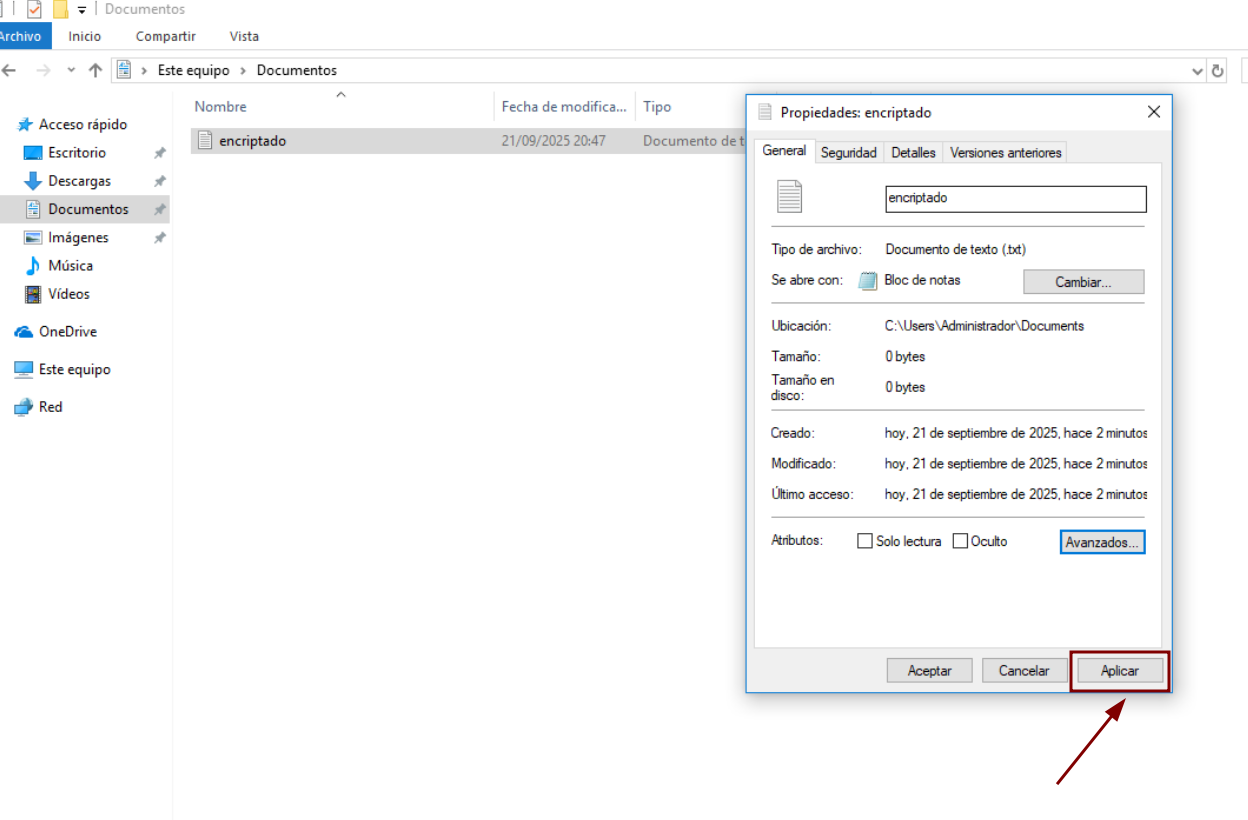 Documentos
Archivo Inicio Compartir Vista
Este equipo Documentos
Nombre Fecha de modifica... Tipo
Acceso rápido
Escritorio
Descargas
Documentos
Imágenes
Música
Vídeos
OneDrive
Este equipo
Red
encriptado 21/09/2025 20:47 Documento de t
Propiedades: encriptado
General Seguridad Detalles Versiones anteriores
encriptado
Tipo de archivo: Documento de texto (.txt)
Se abre con: Bloc de notas Cambiar...
Ubicación: C:\Users\Administrador\Documents
Tamaño: 0 bytes
Tamaño en disco: 0 bytes
Creado: hoy, 21 de septiembre de 2025, hace 2 minutos
Modificado: hoy, 21 de septiembre de 2025, hace 2 minutos
Último acceso: hoy, 21 de septiembre de 2025, hace 2 minutos
Atributos: Solo lectura Oculto Avanzados...
Aceptar Cancelar Aplicar